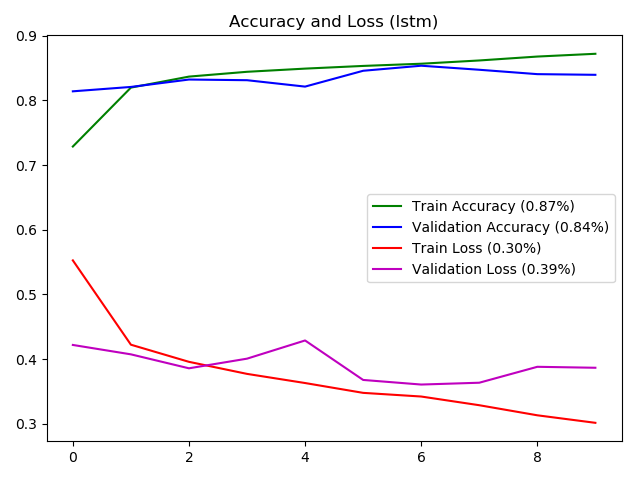 Accuracy and Loss (lstm)
0.9
0.8
0.7
0.6
0.5
0.4
0.3
Train Accuracy (0.87%)
Validation Accuracy (0.84%)
Train Loss (0.30%)
Validation Loss (0.39%)
0 2 4 6 8